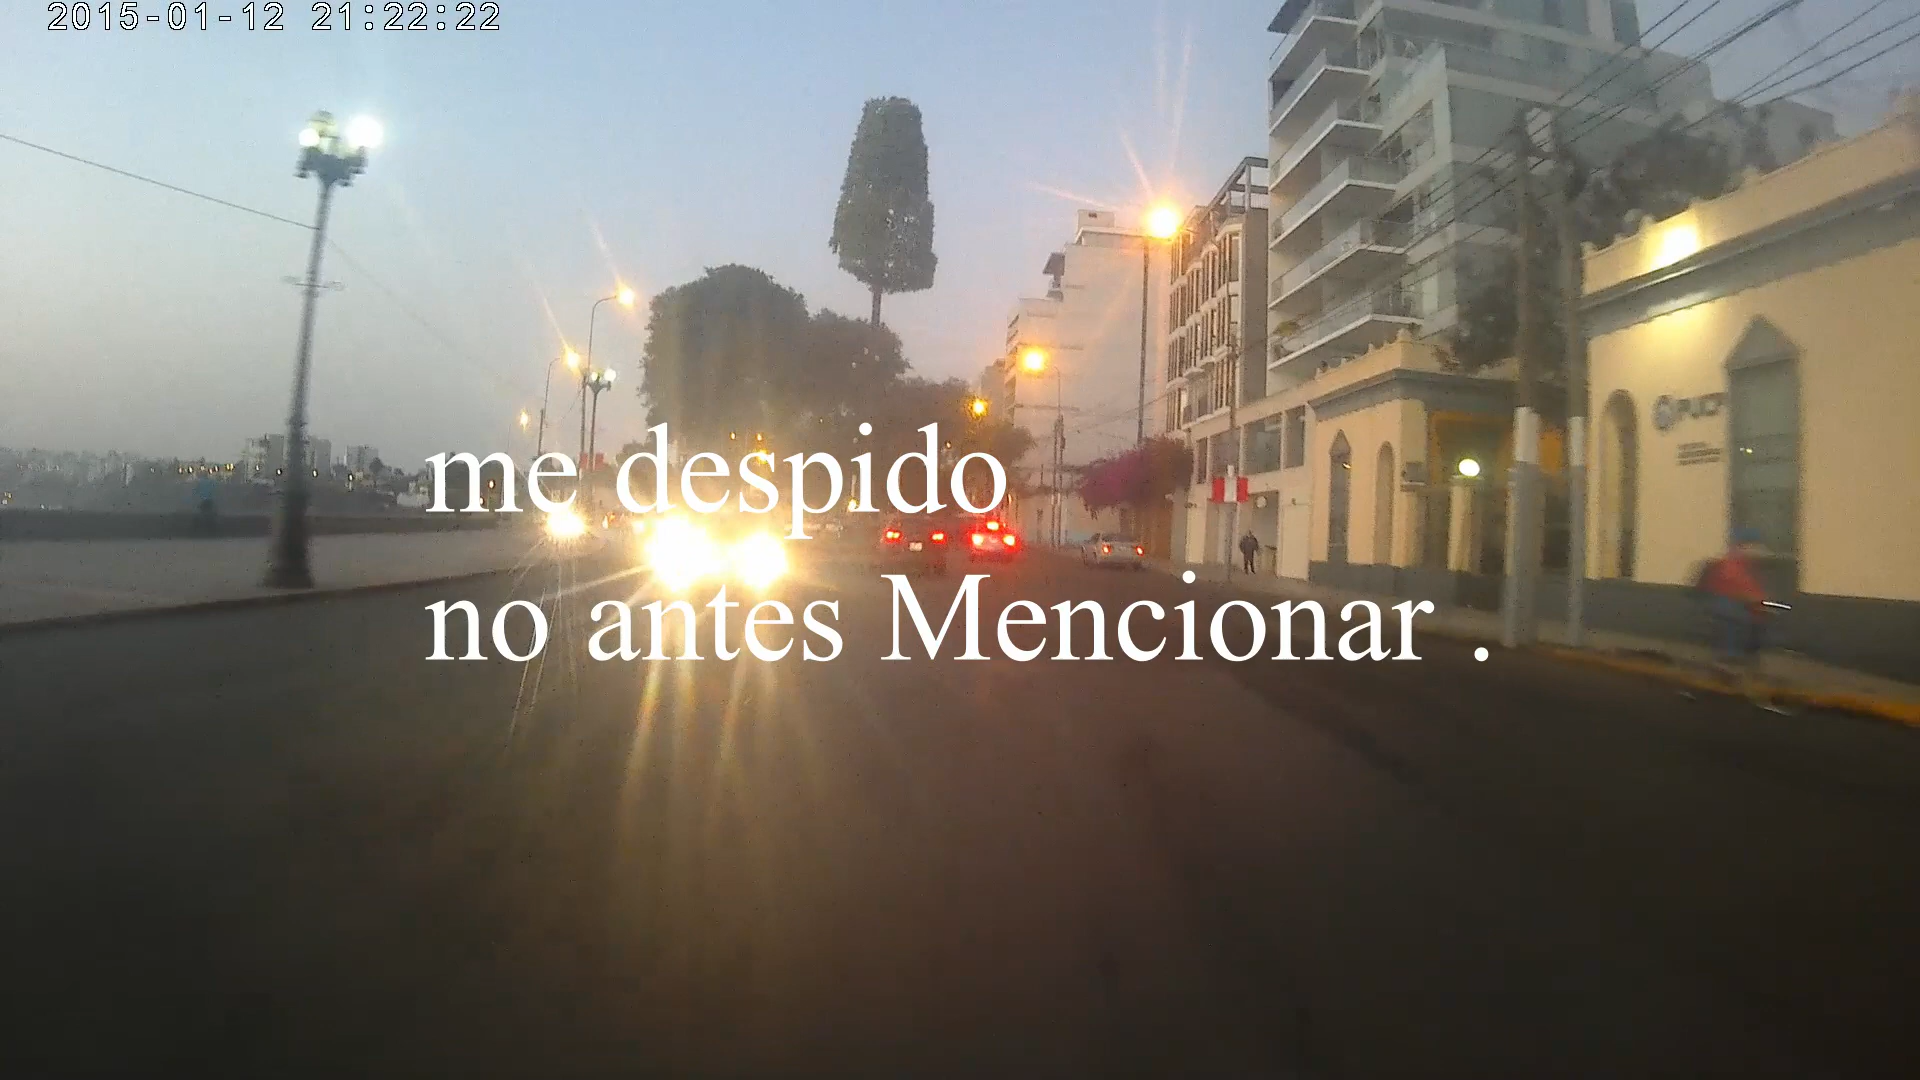 2015-01-12 21:22:22
me despido
no antes Mencionar .